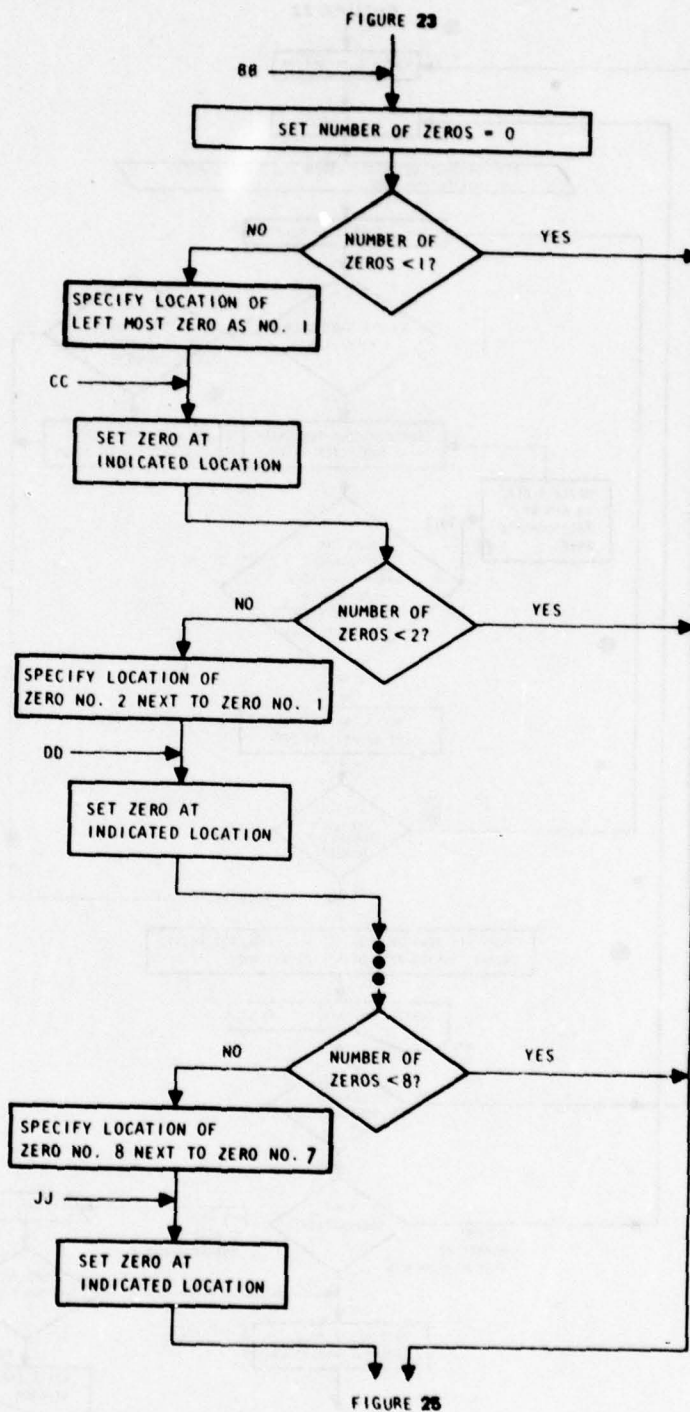 FIGURE 23
BB
SET NUMBER OF ZEROS = 0
NUMBER OF
ZEROS <1?
NO
YES
SPECIFY LOCATION OF
LEFT MOST ZERO AS NO. 1
CC
SET ZERO AT
INDICATED LOCATION
NUMBER OF
ZEROS <2?
NO
YES
SPECIFY LOCATION OF
ZERO NO. 2 NEXT TO ZERO NO. 1
DD
SET ZERO AT
INDICATED LOCATION
NUMBER OF
ZEROS <8?
NO
YES
SPECIFY LOCATION OF
ZERO NO. 8 NEXT TO ZERO NO. 7
JJ
SET ZERO AT
INDICATED LOCATION
FIGURE 25